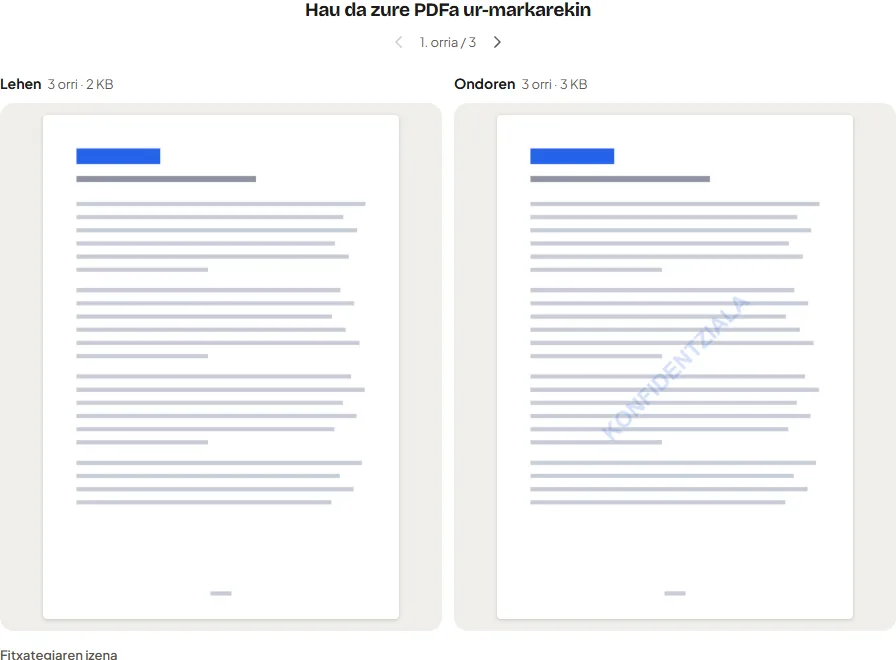 Hau da zure PDFa ur-markarekin
1. orria / 3
Lehen 3 orri · 2 KB
Ondoren 3 orri · 3 KB
KONFIDENTZIALA
Fitxategiaren izena